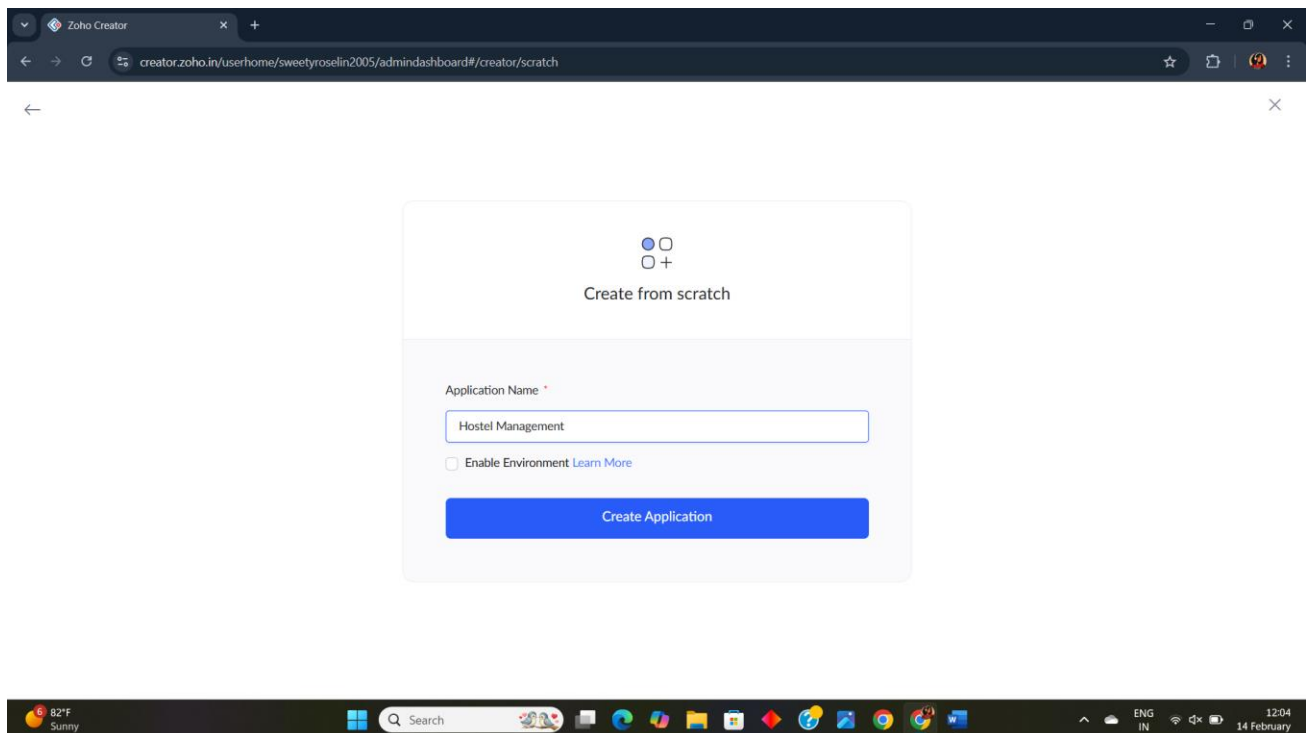 Zoho Creator
creator.zoho.in/userhome/sweetyroselin2005/admindashboard#/creator/scratch
Create from scratch
Application Name *
Hostel Management
Enable Environment Learn More
Create Application
6
82°F
Sunny
Search
ENG
IN
12:04
14 February